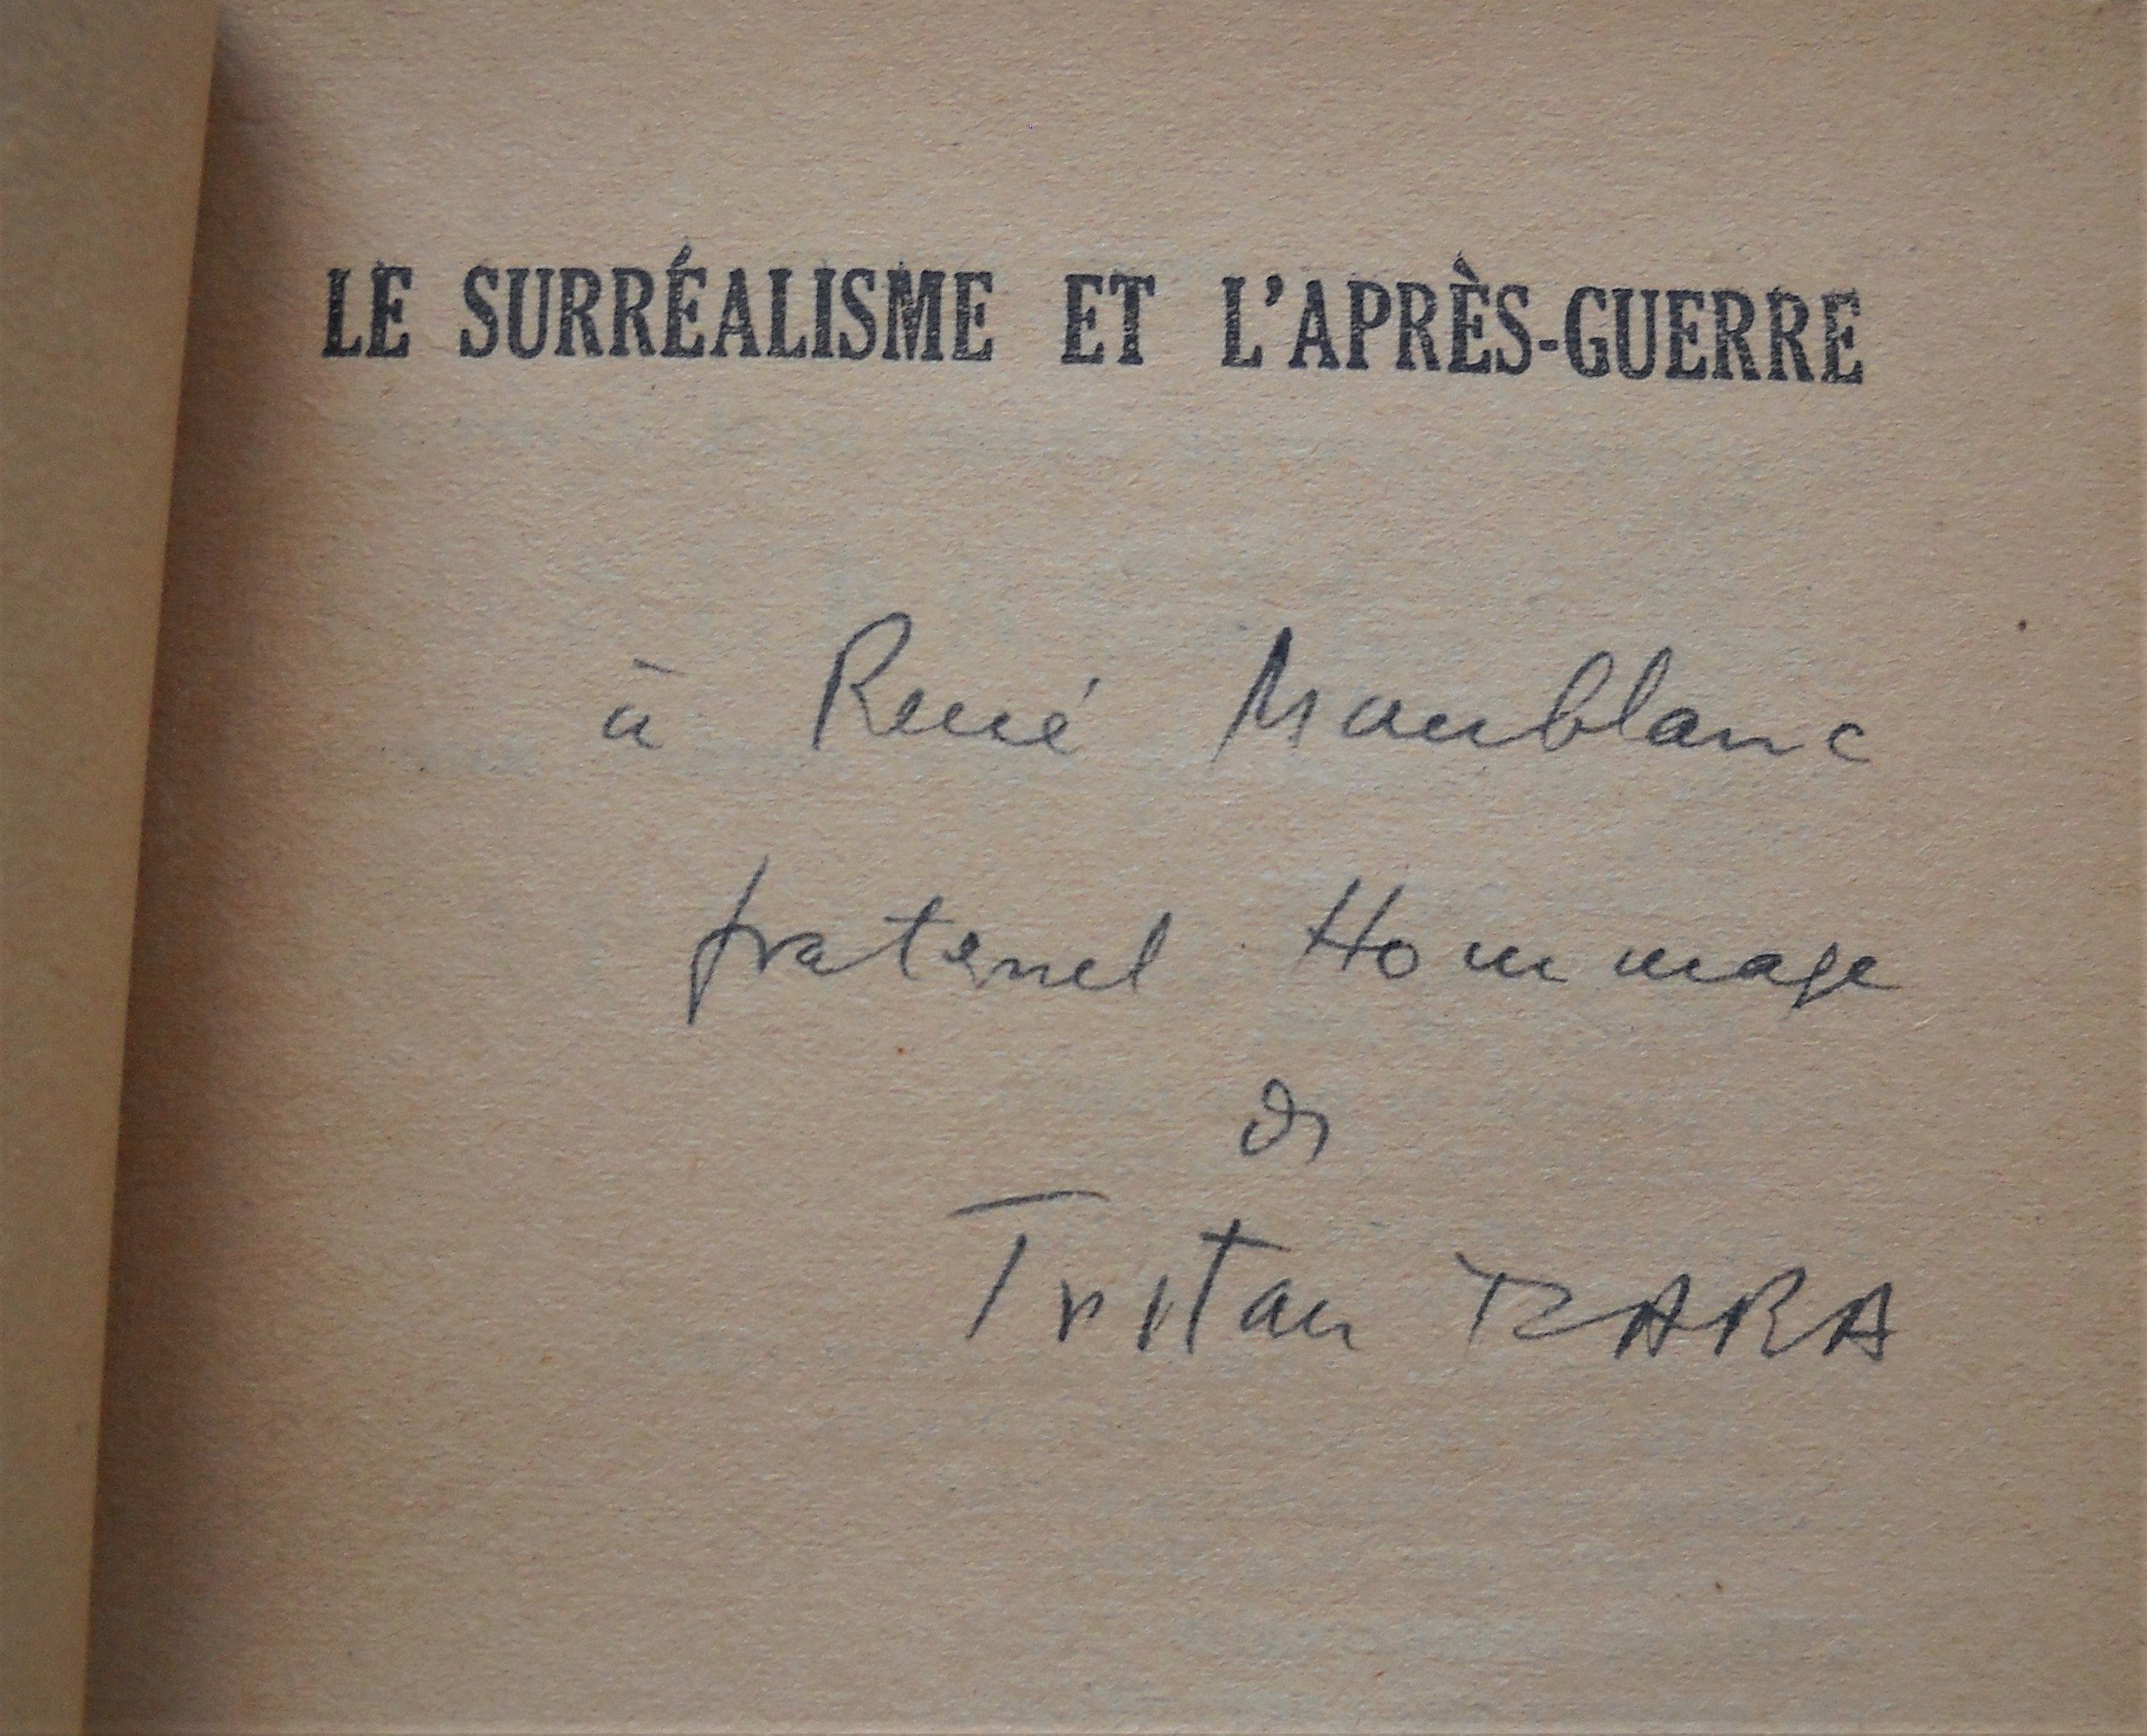 LE SURRÉALISME ET L'APRÈS-GUERRE
à René Maublanc
fraternel Hommage
de
Tristan TZARA